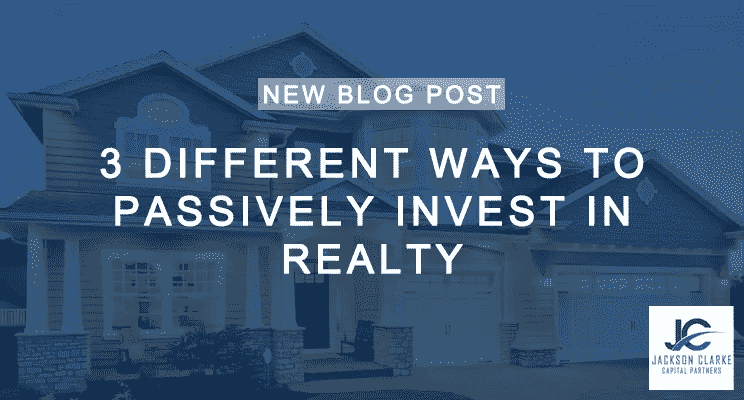 NEW BLOG POST
3 DIFFERENT WAYS TO
PASSIVELY INVEST IN
REALTY
JC
JACKSON CLARKE
CAPITAL PARTNERS